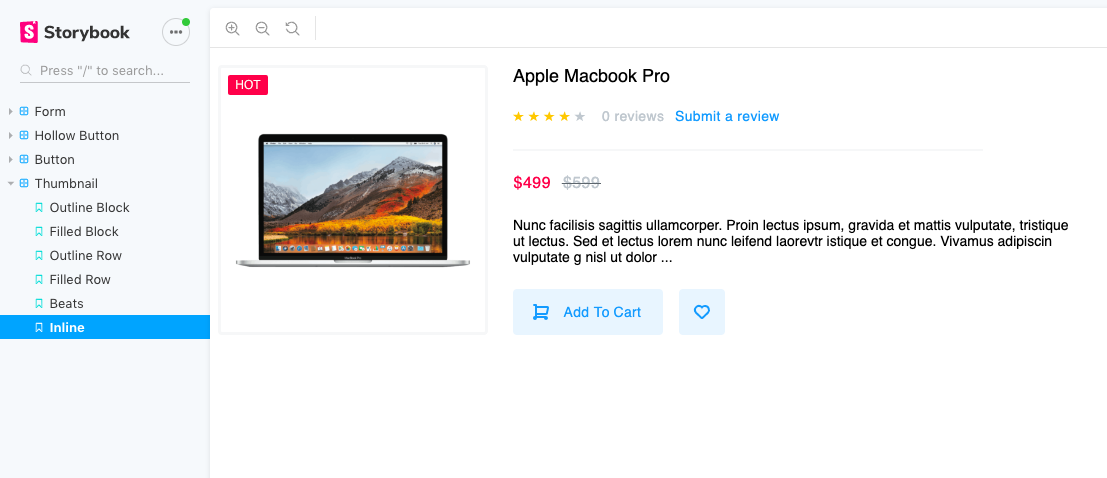 Storybook
Press "/" to search...
Form
Hollow Button
Button
Thumbnail
Outline Block
Filled Block
Outline Row
Filled Row
Beats
Inline
HOT
Apple Macbook Pro
0 reviews Submit a review
$499 $599
Nunc facilisis sagittis ullamcorper. Proin lectus ipsum, gravida et mattis vulputate, tristique
ut lectus. Sed et lectus lorem nunc leifend laorevtr istique et congue. Vivamus adipiscin
vulputate g nisl ut dolor ...
Add To Cart